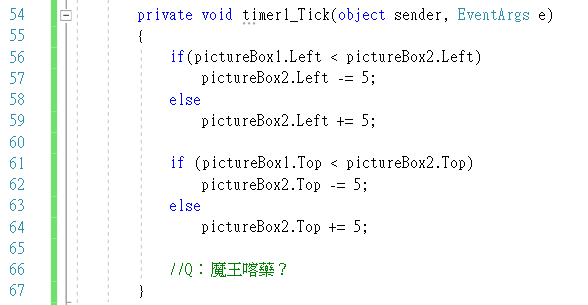 54 private void timer1_Tick(object sender, EventArgs e)
55 {
56 if(pictureBox1.Left < pictureBox2.Left)
57 pictureBox2.Left -= 5;
58 else
59 pictureBox2.Left += 5;
60
61 if (pictureBox1.Top < pictureBox2.Top)
62 pictureBox2.Top -= 5;
63 else
64 pictureBox2.Top += 5;
65
66 //Q：魔王喀藥？
67 }